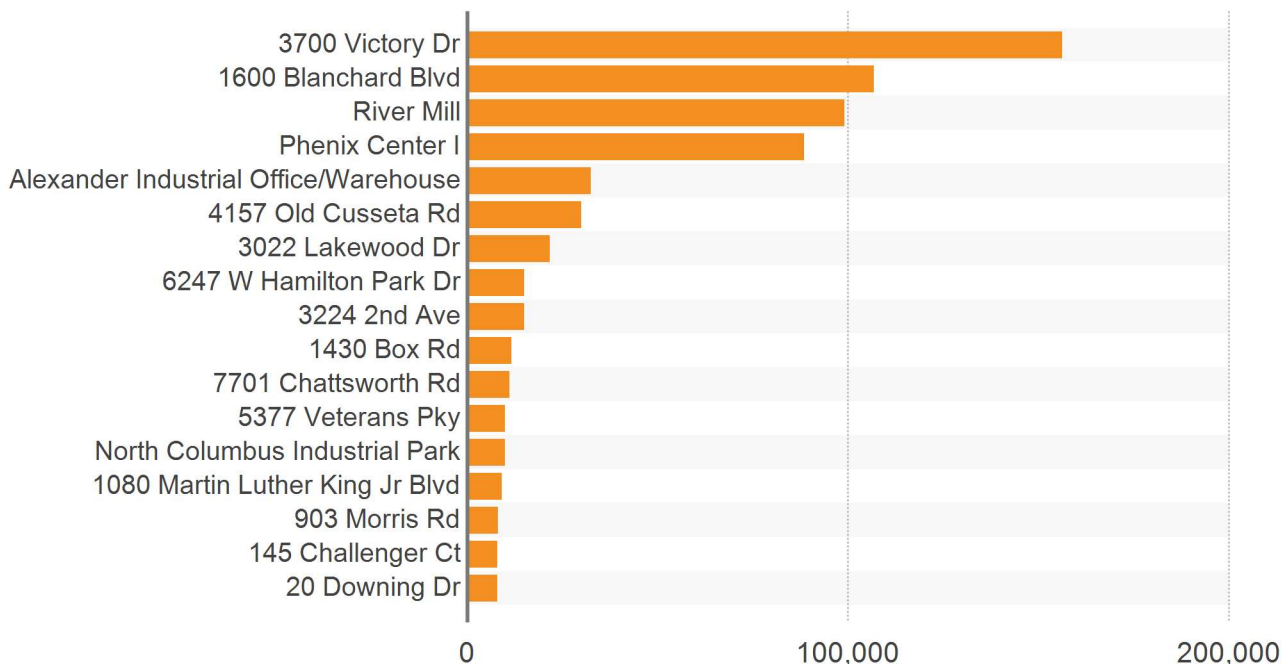 3700 Victory Dr
1600 Blanchard Blvd
River Mill
Phenix Center I
Alexander Industrial Office/Warehouse
4157 Old Cusseta Rd
3022 Lakewood Dr
6247 W Hamilton Park Dr
3224 2nd Ave
1430 Box Rd
7701 Chattsworth Rd
5377 Veterans Pky
North Columbus Industrial Park
1080 Martin Luther King Jr Blvd
903 Morris Rd
145 Challenger Ct
20 Downing Dr
0 100,000 200,000